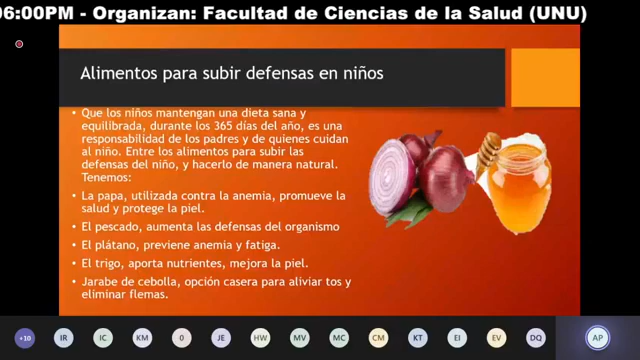 06:00PM - Organizan: Facultad de Ciencias de la Salud (UNU)
Alimentos para subir defensas en niños
• Que los niños mantengan una dieta sana y
equilibrada, durante los 365 días del año, es una
responsabilidad de los padres y de quienes cuidan
al niño. Entre los alimentos para subir las
defensas del niño, y hacerlo de manera natural.
Tenemos:
• La papa, utilizada contra la anemia, promueve la
salud y protege la piel.
• El pescado, aumenta las defensas del organismo
• El plátano, previene anemia y fatiga.
• El trigo, aporta nutrientes, mejora la piel.
• Jarabe de cebolla, opción casera para aliviar tos y
eliminar flemas.
+10 IR IC KM 0 JE HW MV MC CM KT EI EV DQ AP